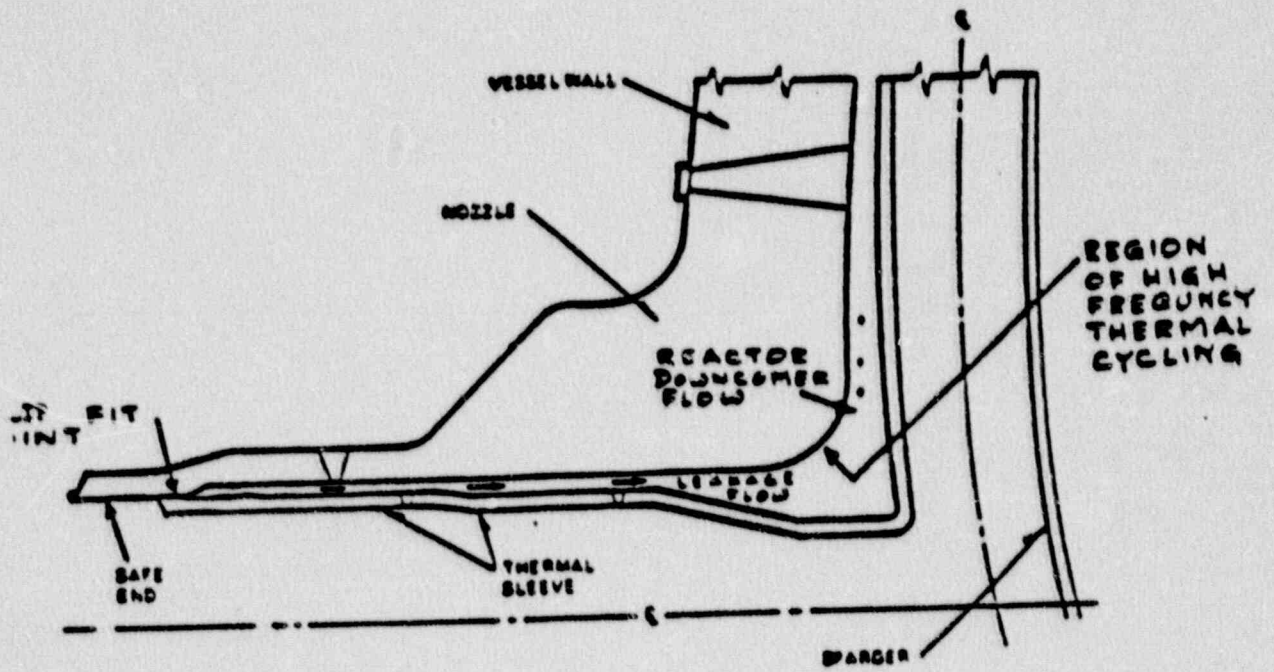 VESSEL WALL
NOZZLE
REGION
OF HIGH
FREQUNCY
THERMAL
CYCLING
REACTOR
DOWNCOMER
FLOW
FIT
LEAKAGE
FLOW
SAFE
END
THERMAL
SLEEVE
SPARGER